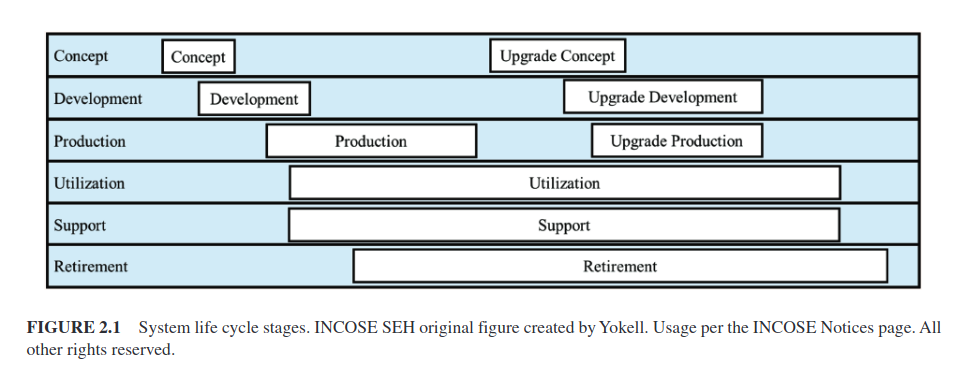 Concept Concept Upgrade Concept
Development Development Upgrade Development
Production Production Upgrade Production
Utilization Utilization
Support Support
Retirement Retirement
FIGURE 2.1 System life cycle stages. INCOSE SEH original figure created by Yokell. Usage per the INCOSE Notices page. All
other rights reserved.